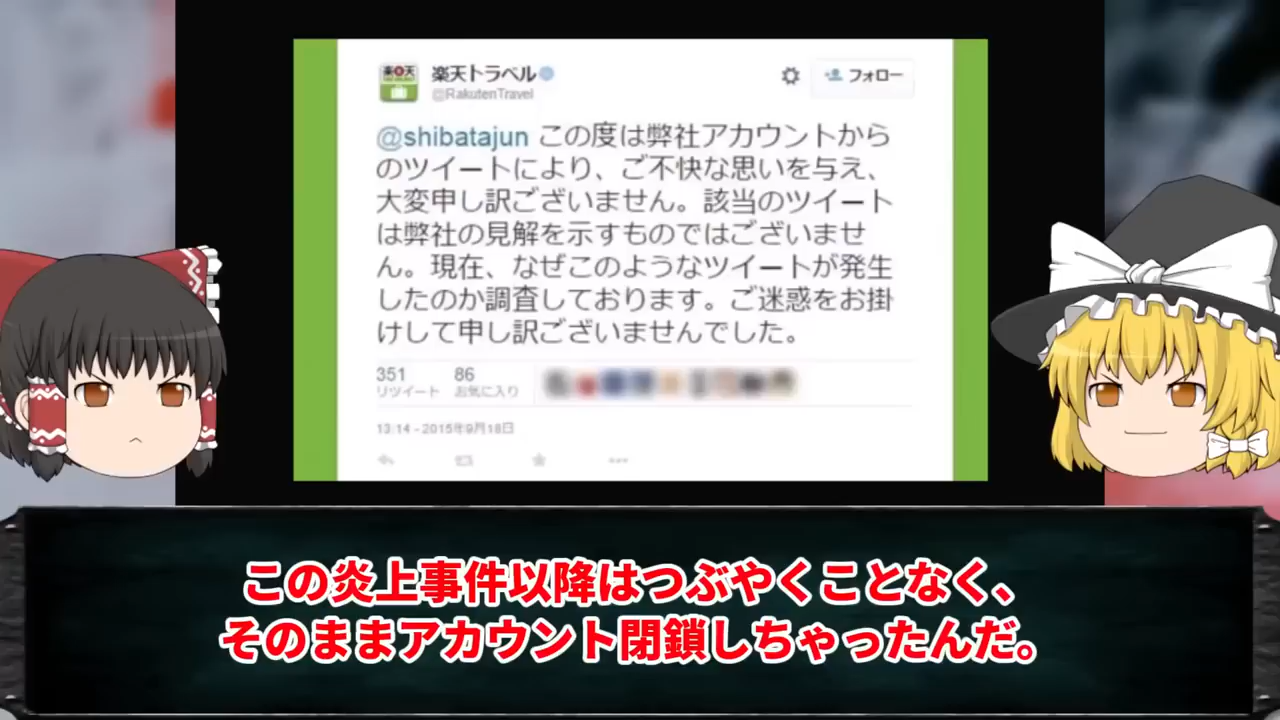 楽天
楽天トラベル
@RakutenTravel
フォロー
@shibatajun この度は弊社アカウントから
のツイートにより、ご不快な思いを与え、
大変申し訳ございません。該当のツイート
は弊社の見解を示すものではございませ
ん。現在、なぜこのようなツイートが発生
したのか調査しております。ご迷惑をお掛
けして申し訳ございませんでした。
351 86
リツイート お気に入り
13:14 - 2015年9月18日
この炎上事件以降はつぶやくことなく、
そのままアカウント閉鎖しちゃったんだ。